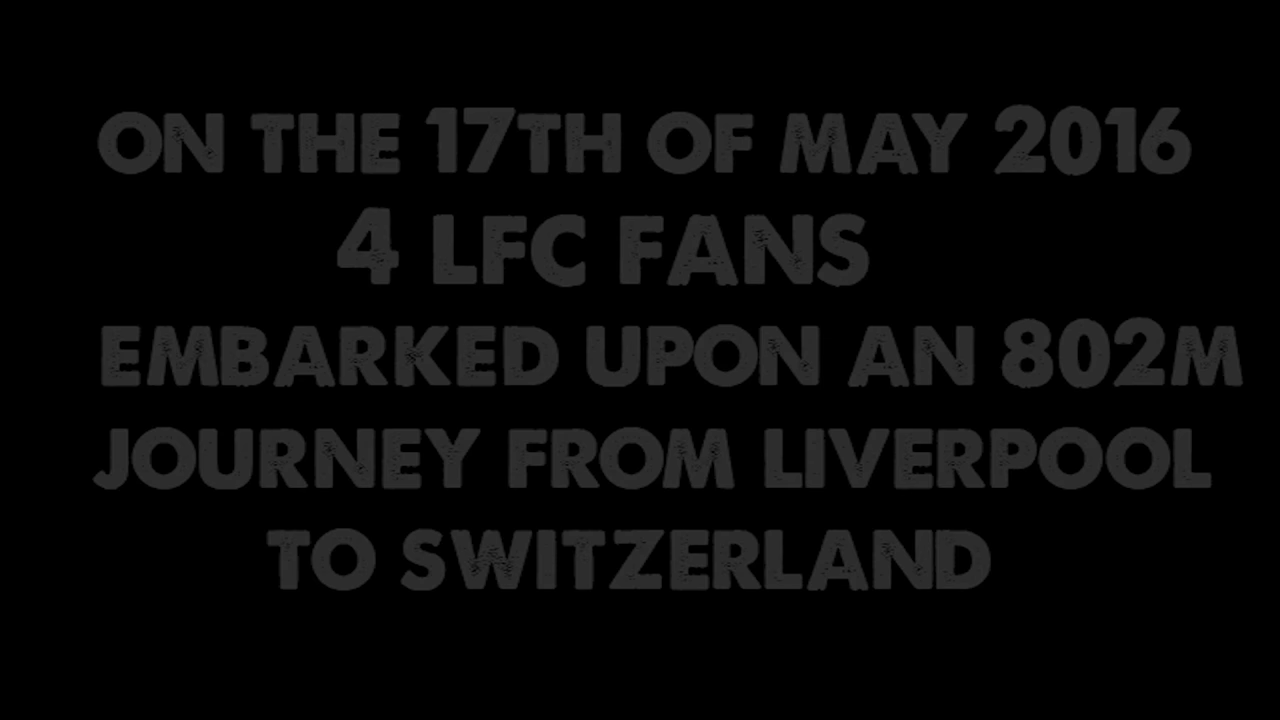 ON THE 17TH OF MAY 2016
4 LFC FANS
EMBARKED UPON AN 802M
JOURNEY FROM LIVERPOOL
TO SWITZERLAND